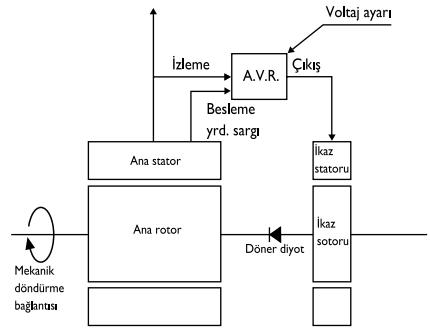 Voltaj ayarı
İzleme
A.V.R.
Çıkış
Besleme
yrd. sargı
Ana stator
İkaz
statoru
Ana rotor
İkaz
sotoru
Döner diyot
Mekanik
döndürme
bağlantısı